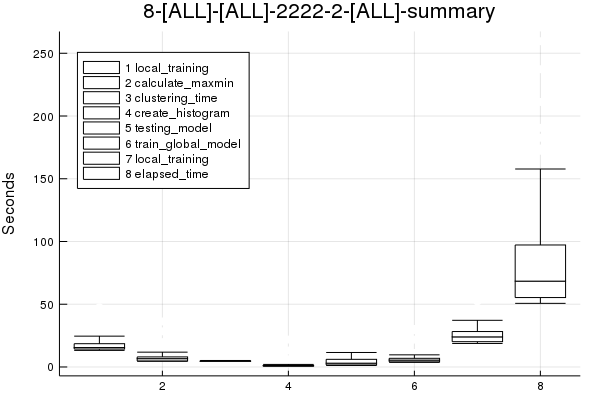 8-[ALL]-[ALL]-2222-2-[ALL]-summary
Seconds
250
200
150
100
50
0
1 local_training
2 calculate_maxmin
3 clustering_time
4 create_histogram
5 testing_model
6 train_global_model
7 local_training
8 elapsed_time
2
4
6
8